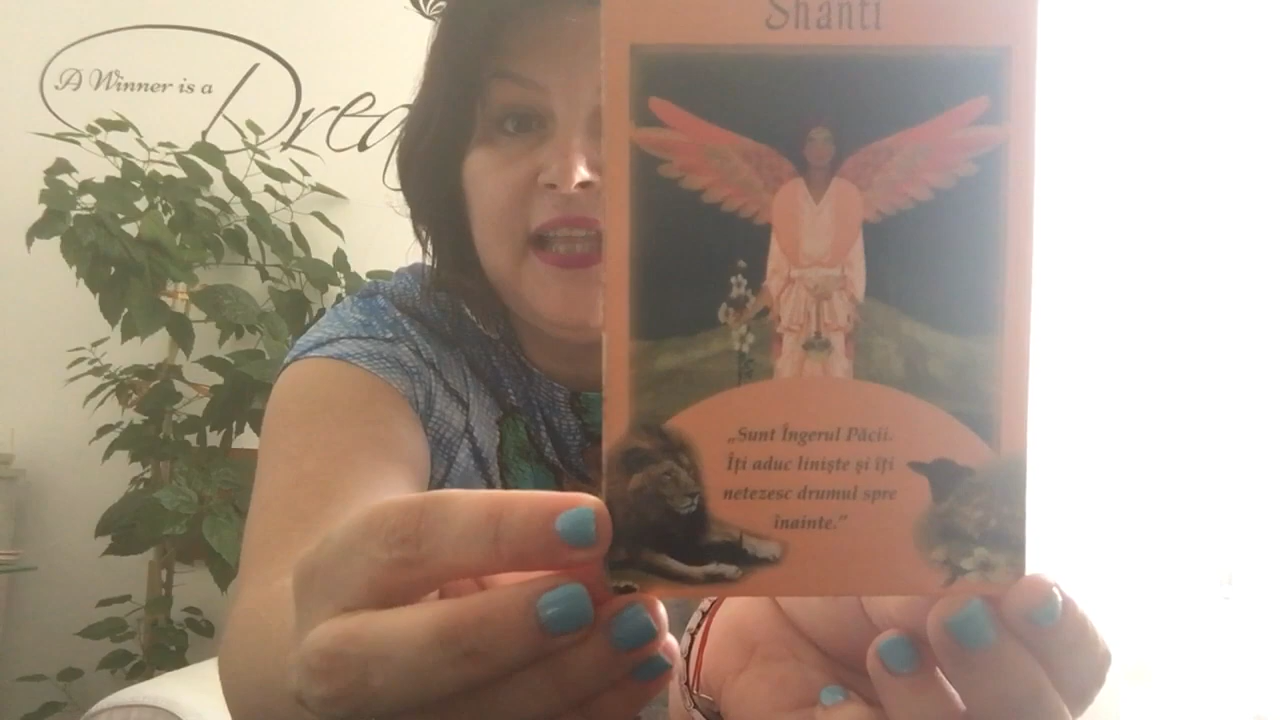 A Winner is a
Shanti
„Sunt Îngerul Păcii.
Îți aduc liniște și îți
netezesc drumul spre
înainte.”